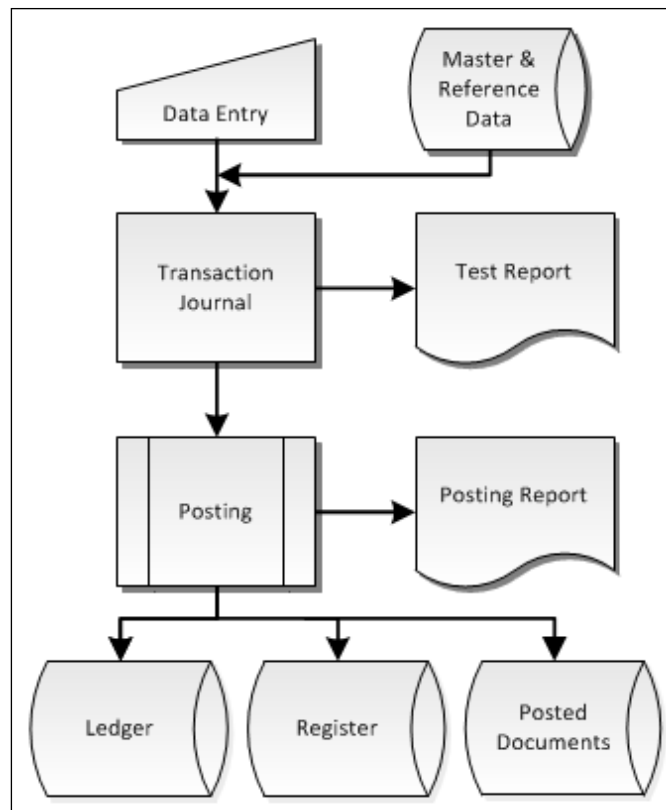 Data Entry
Master &
Reference
Data
Transaction
Journal
Test Report
Posting
Posting Report
Ledger
Register
Posted
Documents